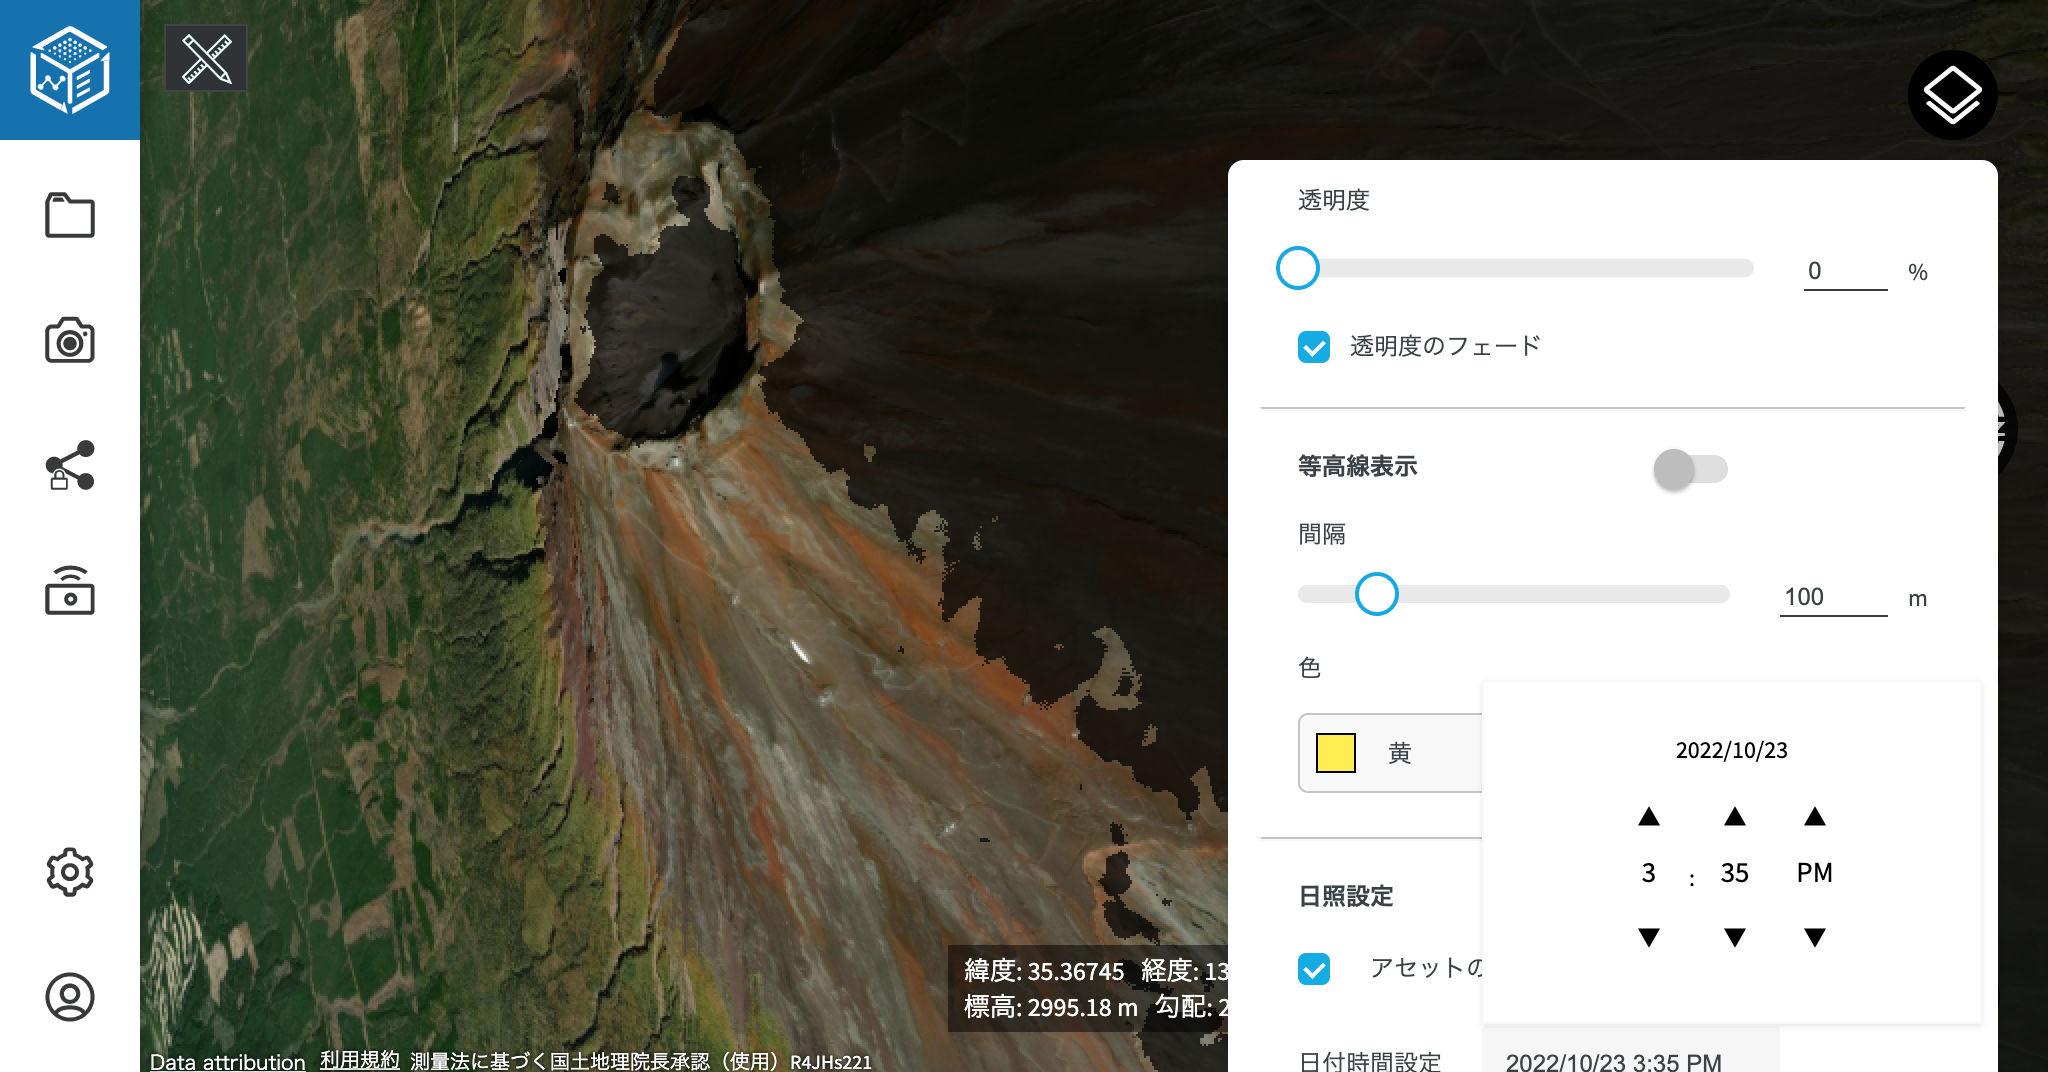 透明度
0 %
透明度のフェード
等高線表示
間隔
100 m
色
黄
2022/10/23
3 : 35 PM
日照設定
アセットの
緯度: 35.36745 経度: 13
標高: 2995.18 m 勾配: 2
日付時間設定 2022/10/23 3:35 PM
Data attribution 利用規約 測量法に基づく国土地理院長承認（使用）R4JHs221